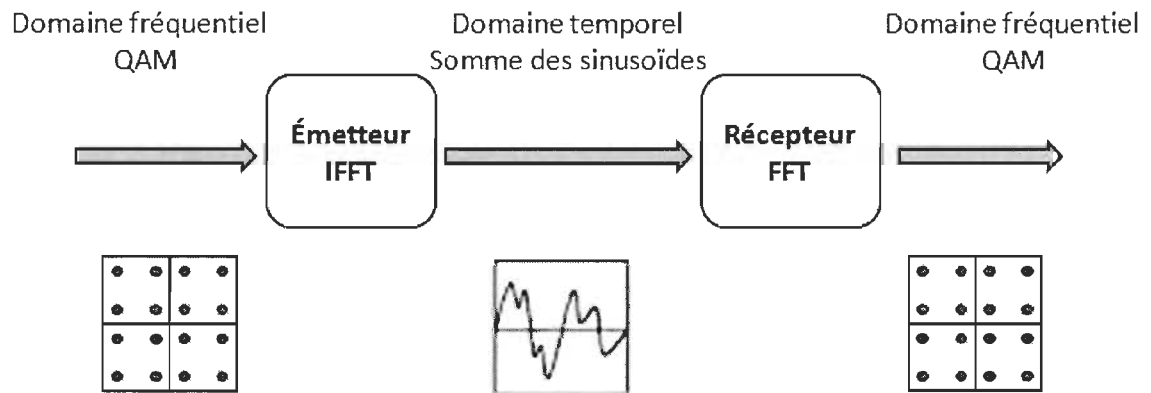 Domaine fréquentiel
QAM
Domaine temporel
Somme des sinusoïdes
Domaine fréquentiel
QAM
Émetteur
IFFT
Récepteur
FFT